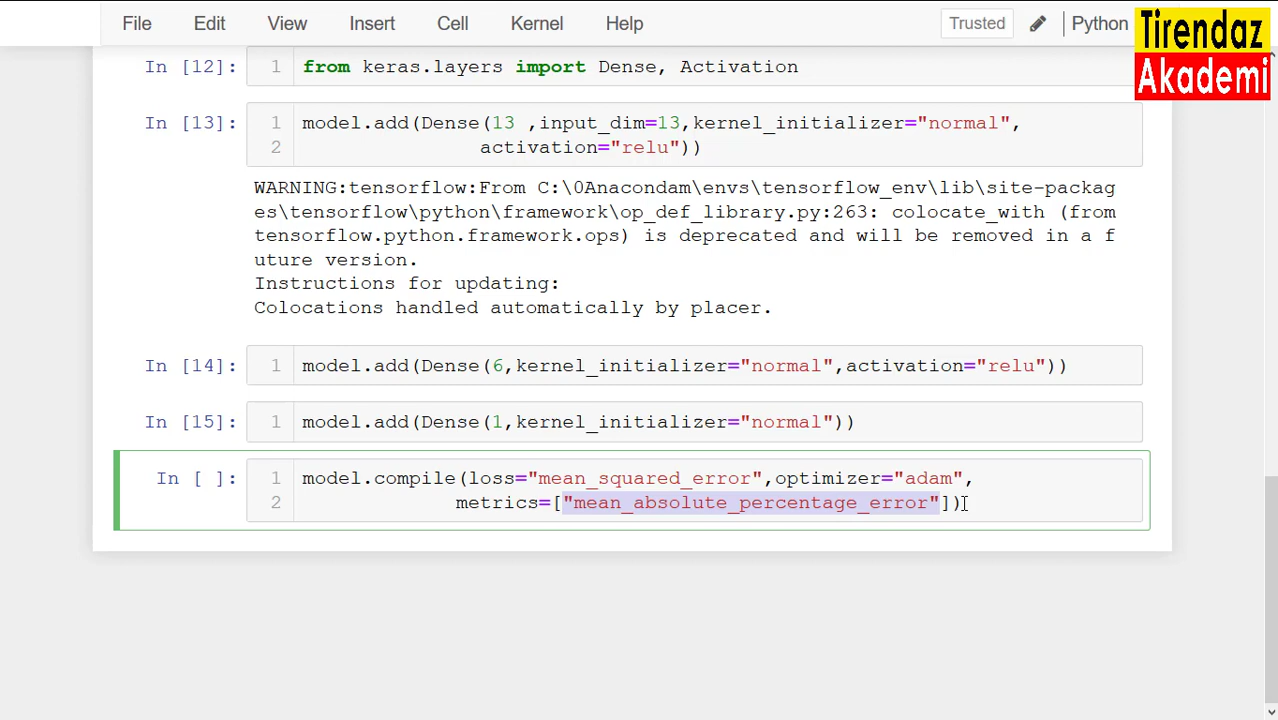 File Edit View Insert Cell Kernel Help Trusted Python
Tirendaz
Akademi
In [12]: 1 from keras.layers import Dense, Activation
In [13]: 1 model.add(Dense(13 ,input_dim=13,kernel_initializer="normal",
2 activation="relu"))
WARNING:tensorflow:From C:\0Anacondam\envs\tensorflow_env\lib\site-packag
es\tensorflow\python\framework\op_def_library.py:263: colocate_with (from
tensorflow.python.framework.ops) is deprecated and will be removed in a f
uture version.
Instructions for updating:
Colocations handled automatically by placer.
In [14]: 1 model.add(Dense(6,kernel_initializer="normal",activation="relu"))
In [15]: 1 model.add(Dense(1,kernel_initializer="normal"))
In [ ]: 1 model.compile(loss="mean_squared_error",optimizer="adam",
2 metrics=["mean_absolute_percentage_error"])